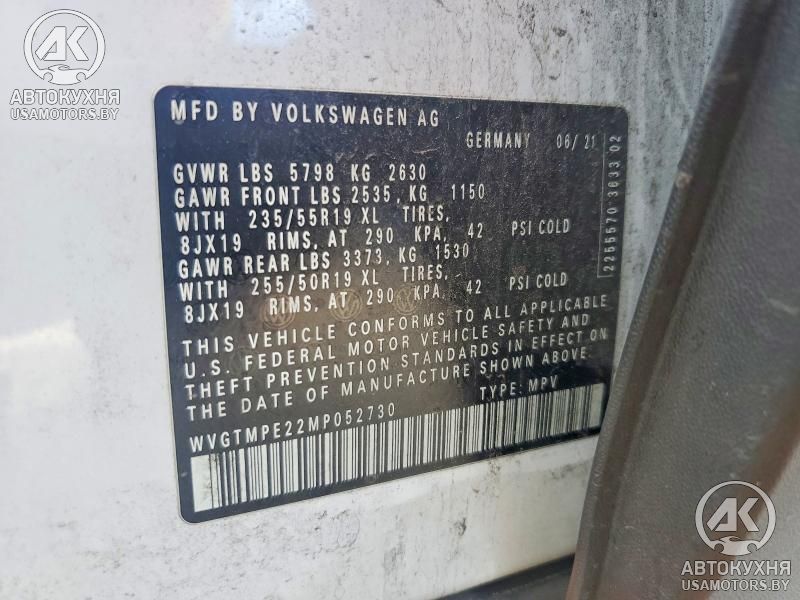 AK
АВТОКУХНЯ
USAMOTORS.BY
MFD BY VOLKSWAGEN AG
GERMANY 06/21
GVWR LBS 5798 KG 2630
GAWR FRONT LBS 2535, KG 1150
WITH 235/55R19 XL TIRES,
8JX19 RIMS, AT 290 KPA, 42 PSI COLD
GAWR REAR LBS 3373, KG 1530
WITH 255/50R19 XL TIRES,
8JX19 RIMS, AT 290 KPA, 42 PSI COLD
THIS VEHICLE CONFORMS TO ALL APPLICABLE
U.S. FEDERAL MOTOR VEHICLE SAFETY AND
THEFT PREVENTION STANDARDS IN EFFECT ON
THE DATE OF MANUFACTURE SHOWN ABOVE.
TYPE: MPV
WVGTMPE22MP052730
2255570 3633 02
AK
АВТОКУХНЯ
USAMOTORS.BY